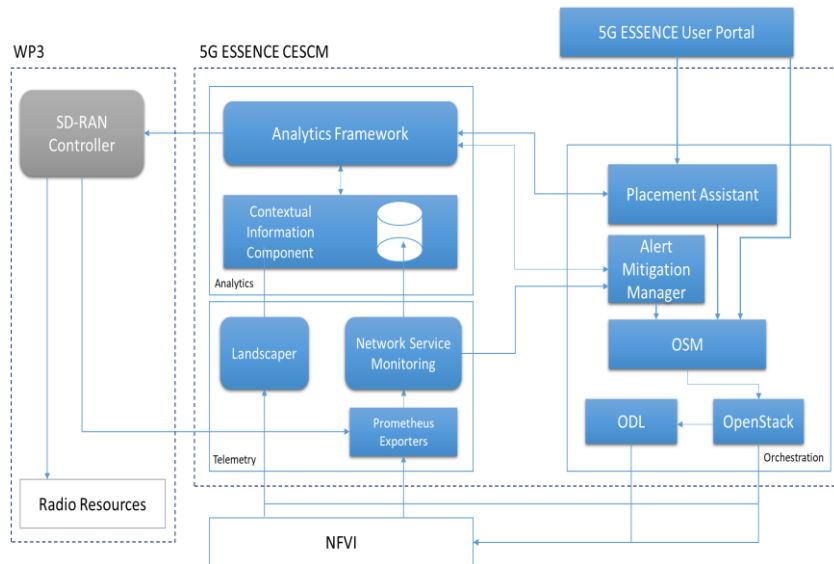 WP3
5G ESSENCE CESCM
5G ESSENCE User Portal
SD-RAN
Controller
Analytics Framework
Placement Assistant
Contextual
Information
Component
Analytics
Alert
Mitigation
Manager
Landscaper
Network Service
Monitoring
OSM
Prometheus
Exporters
ODL
OpenStack
Telemetry
Orchestration
Radio Resources
NFVI